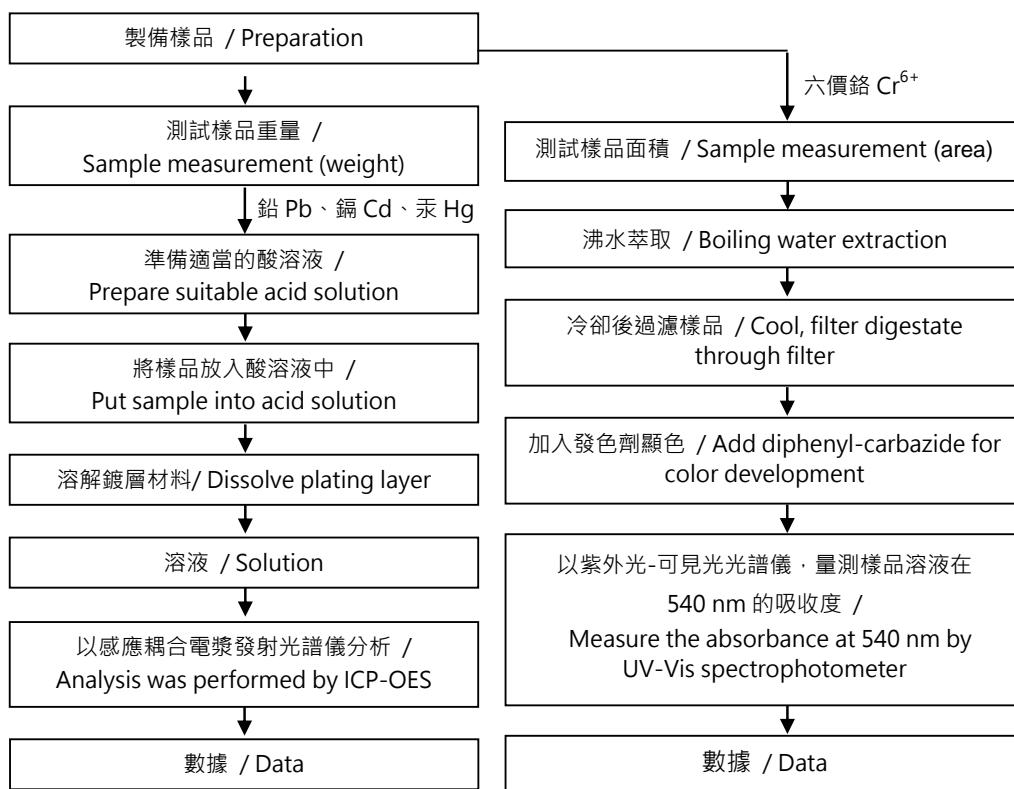 製備樣品 / Preparation
測試樣品重量 /
Sample measurement (weight)
鉛 Pb、鎘 Cd、汞 Hg
準備適當的酸溶液 /
Prepare suitable acid solution
將樣品放入酸溶液中 /
Put sample into acid solution
溶解鍍層材料/ Dissolve plating layer
溶液 / Solution
以感應耦合電漿發射光譜儀分析 /
Analysis was performed by ICP-OES
數據 / Data
六價鉻 Cr⁶⁺
測試樣品面積 / Sample measurement (area)
沸水萃取 / Boiling water extraction
冷卻後過濾樣品 / Cool, filter digestate
through filter
加入發色劑顯色 / Add diphenyl-carbazide for
color development
以紫外光-可見光光譜儀，量測樣品溶液在
540 nm 的吸收度 /
Measure the absorbance at 540 nm by
UV-Vis spectrophotometer
數據 / Data